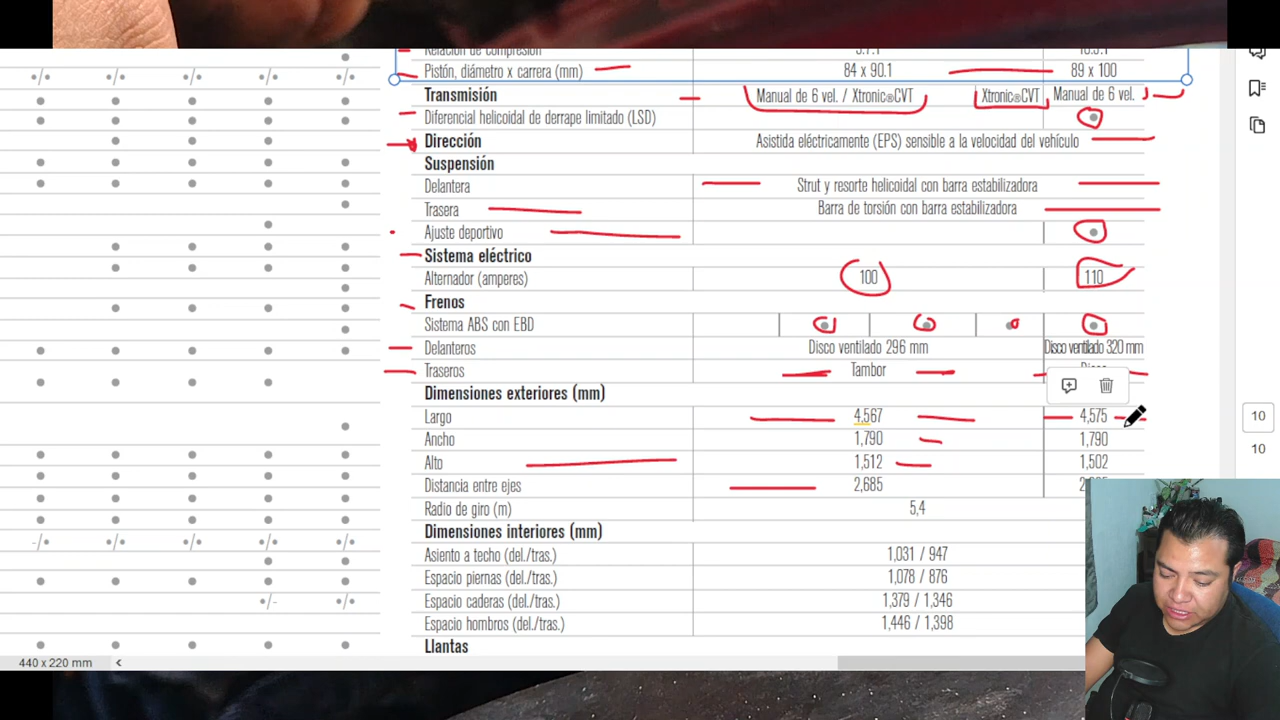 Relación de compresión
Pistón, diámetro x carrera (mm) 84 x 90.1 89 x 100
Transmisión Manual de 6 vel. / Xtronic®CVT Xtronic®CVT Manual de 6 vel.
Diferencial helicoidal de derrape limitado (LSD)
Dirección Asistida eléctricamente (EPS) sensible a la velocidad del vehículo
Suspensión
Delantera Strut y resorte helicoidal con barra estabilizadora
Trasera Barra de torsión con barra estabilizadora
Ajuste deportivo
Sistema eléctrico
Alternador (amperes) 100 110
Frenos
Sistema ABS con EBD
Delanteros Disco ventilado 296 mm Disco ventilado 320 mm
Traseros Tambor
Dimensiones exteriores (mm)
Largo 4,567 4,575
Ancho 1,790 1,790
Alto 1,512 1,502
Distancia entre ejes 2,685
Radio de giro (m) 5,4
Dimensiones interiores (mm)
Asiento a techo (del./tras.) 1,031 / 947
Espacio piernas (del./tras.) 1,078 / 876
Espacio caderas (del./tras.) 1,379 / 1,346
Espacio hombros (del./tras.) 1,446 / 1,398
Llantas
440 x 220 mm
10
10